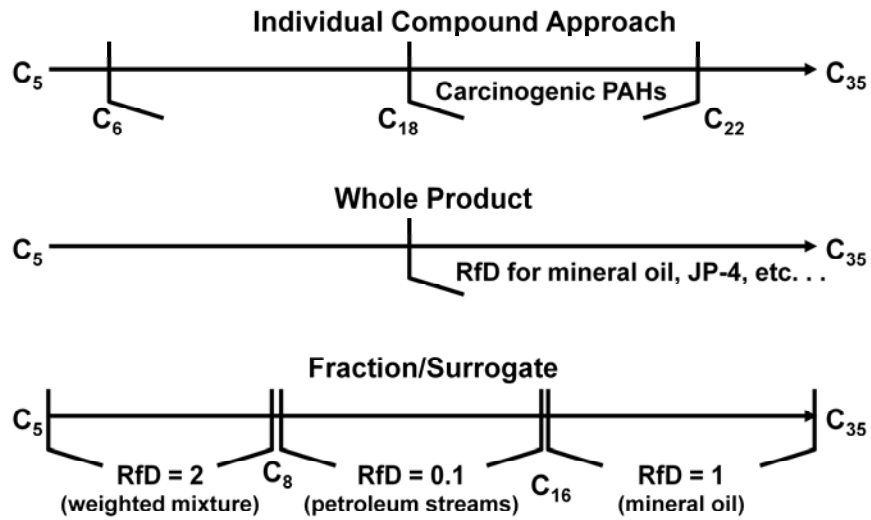 Individual Compound Approach
C₅ C₃₅
Carcinogenic PAHs
C₆ C₁₈ C₂₂
Whole Product
C₅ C₃₅
RfD for mineral oil, JP-4, etc. . .
Fraction/Surrogate
C₅ C₃₅
RfD = 2 C₈ RfD = 0.1 C₁₆ RfD = 1
(weighted mixture) (petroleum streams) (mineral oil)